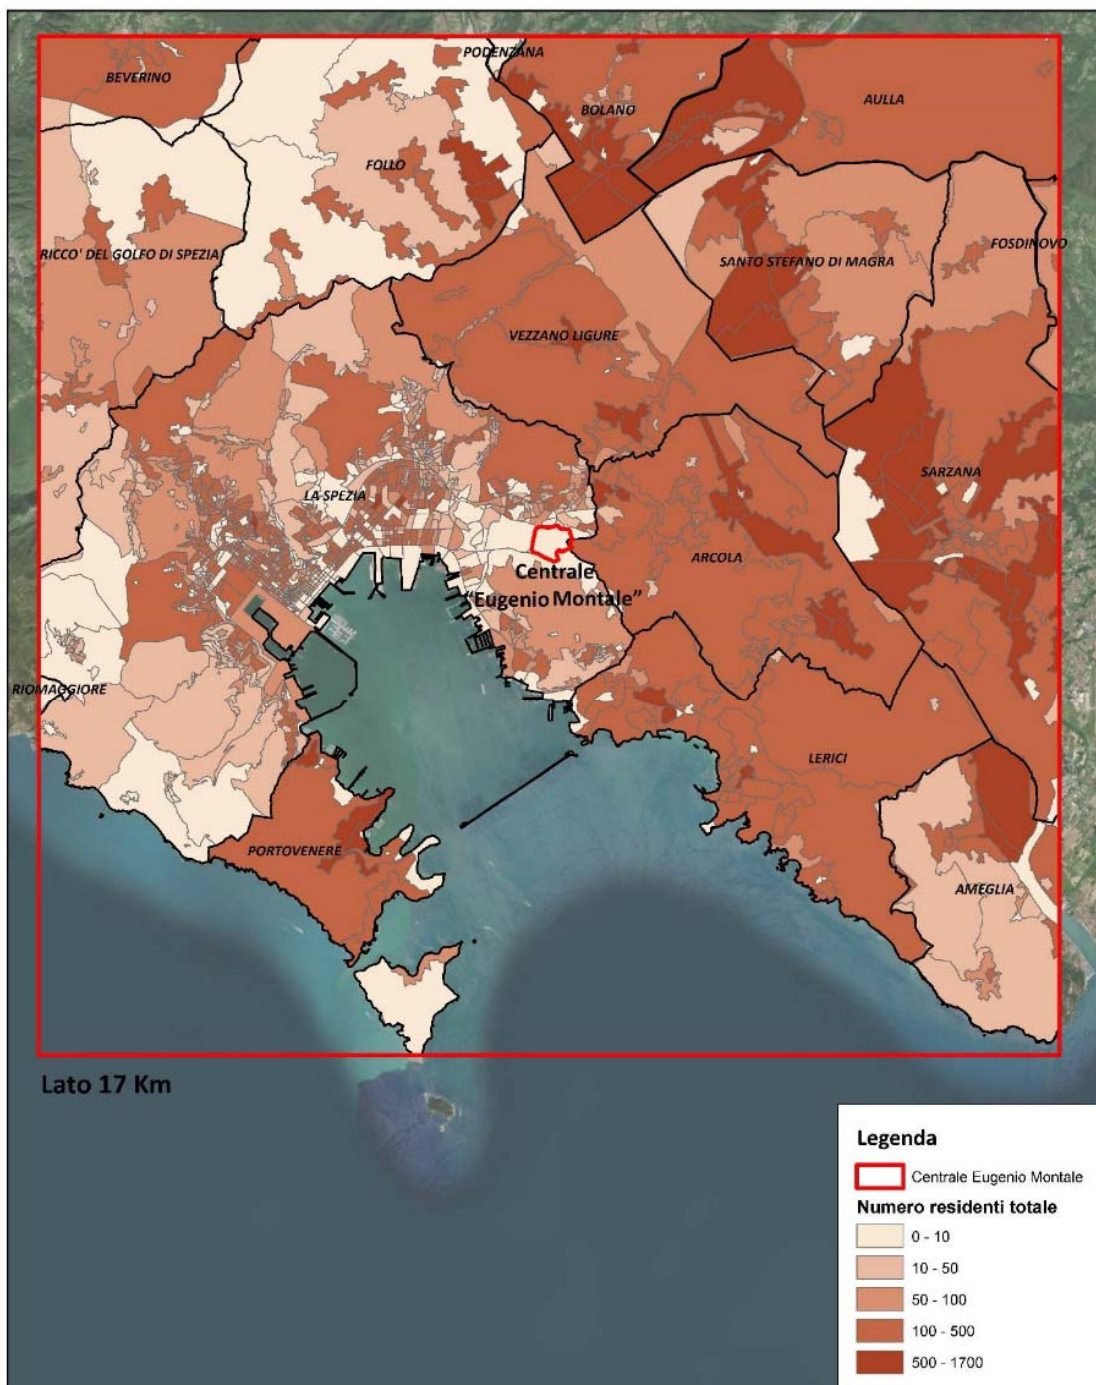 PODENZANA
BEVERINO
AULLA
BOLANO
FOLLO
RICCO' DEL GOLFO DI SPEZIA
FOSDINOVO
SANTO STEFANO DI MAGRA
VEZZANO LIGURE
SARZANA
LA SPEZIA
ARCOLA
Centrale
"Eugenio Montale"
RIOMAGGIORE
LERICI
PORTOVENERE
AMEGLIA
Lato 17 Km
Legenda
Centrale Eugenio Montale
Numero residenti totale
0 - 10
10 - 50
50 - 100
100 - 500
500 - 1700